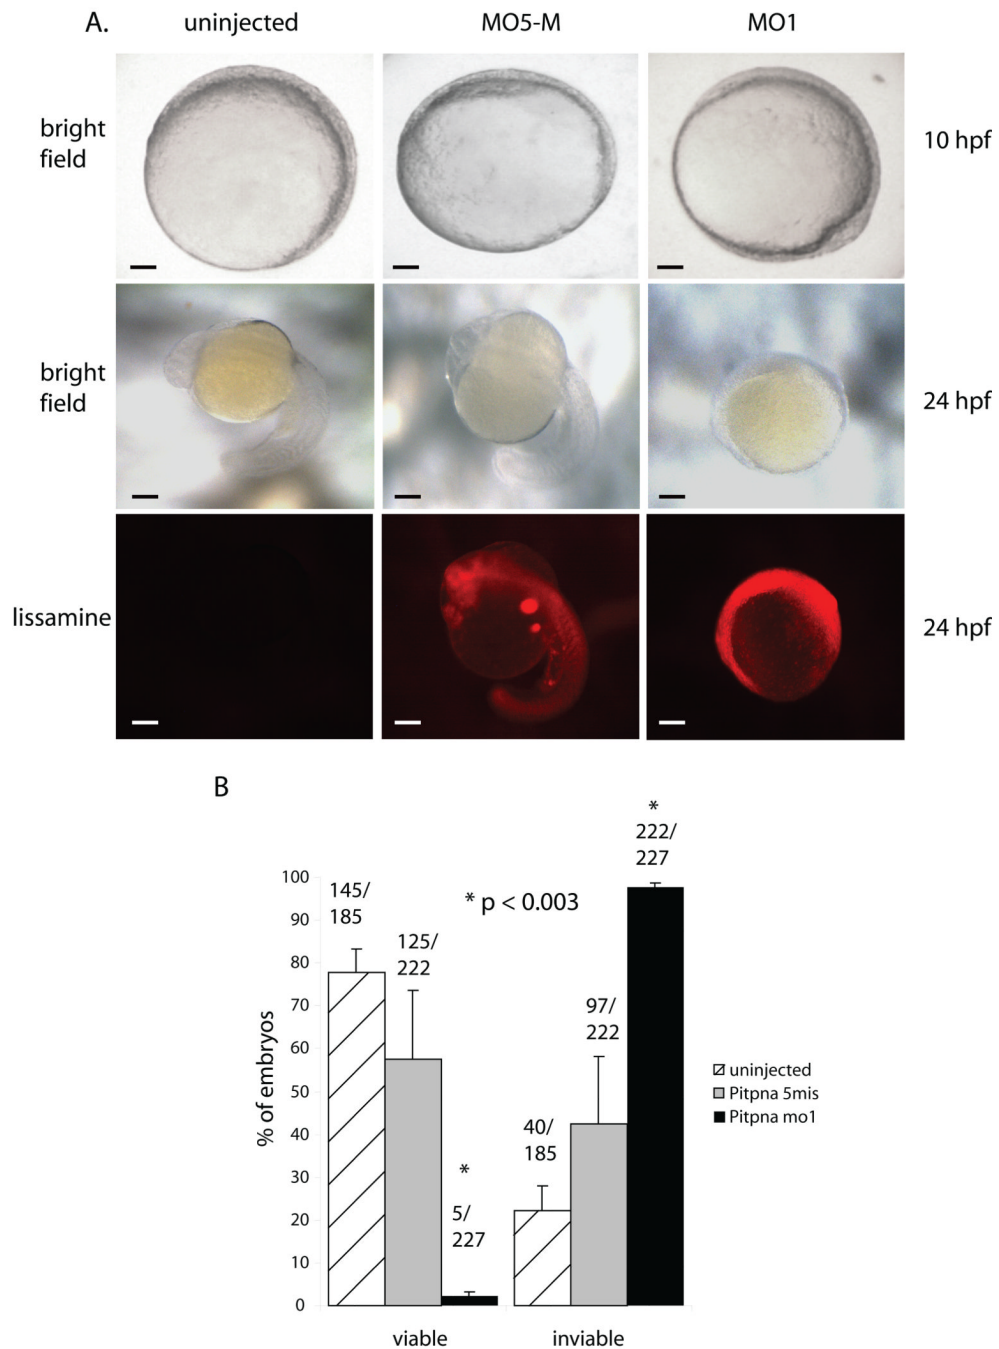 A.
uninjected
MO5-M
MO1
bright
field
10 hpf
bright
field
24 hpf
lissamine
24 hpf
B
% of embryos
100
90
80
70
60
50
40
30
20
10
0
145/
185
125/
222
*
5/
227
* p < 0.003
40/
185
97/
222
*
222/
227
uninjected
Pitpna 5mis
Pitpna mo1
viable
inviable